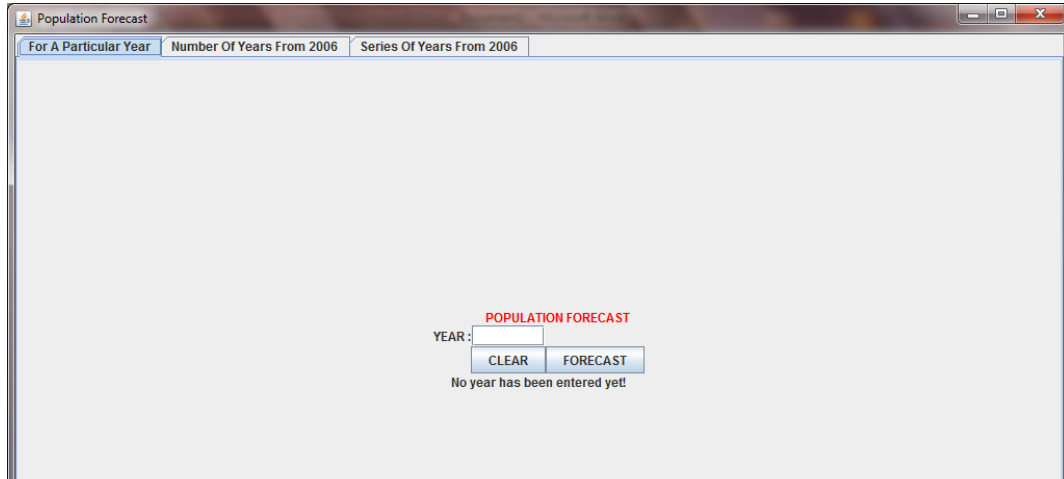 Population Forecast
For A Particular Year Number Of Years From 2006 Series Of Years From 2006
POPULATION FORECAST
YEAR :
CLEAR FORECAST
No year has been entered yet!